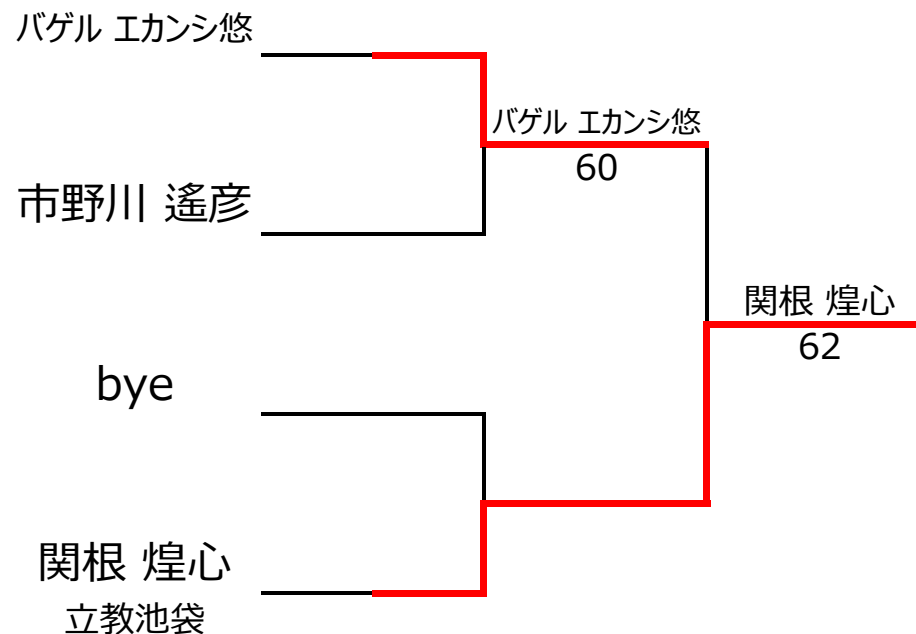 バゲル エカンシ悠
バゲル エカンシ悠
60
市野川 遙彦
関根 煌心
62
bye
関根 煌心
立教池袋